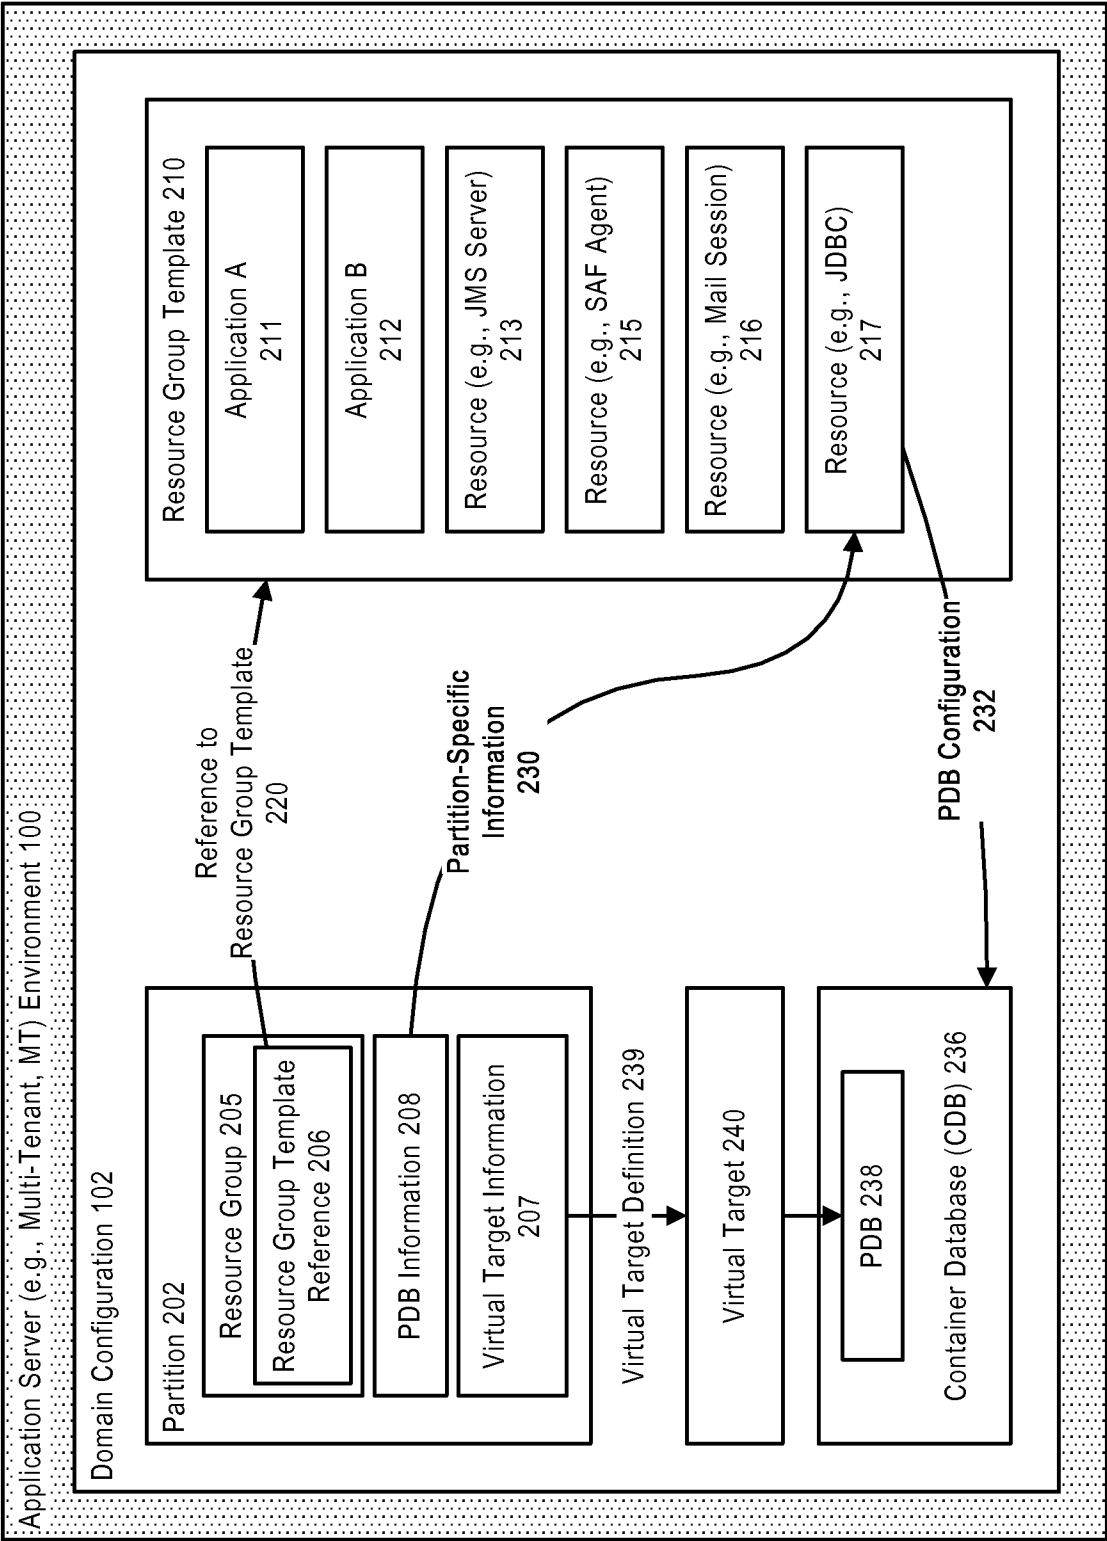 Application Server (e.g., Multi-Tenant, MT) Environment 100
Domain Configuration 102
Partition 202
Resource Group 205
Resource Group Template
Reference 206
PDB Information 208
Virtual Target Information
207
Virtual Target Definition 239
Virtual Target 240
PDB 238
Container Database (CDB) 236
Reference to
Resource Group Template
220
Partition-Specific
Information
230
PDB Configuration
232
Resource Group Template 210
Application A
211
Application B
212
Resource (e.g., JMS Server)
213
Resource (e.g., SAF Agent)
215
Resource (e.g., Mail Session)
216
Resource (e.g., JDBC)
217